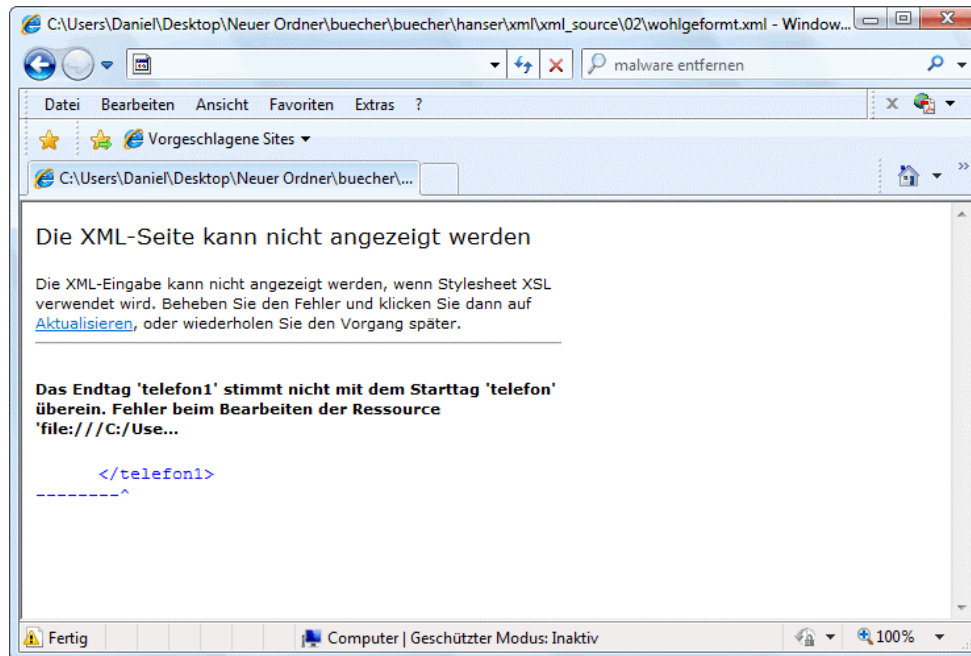 C:\Users\Daniel\Desktop\Neuer Ordner\buecher\buecher\hanser\xml\xml_source\02\wohlgeformt.xml - Window...
malware entfernen
Datei Bearbeiten Ansicht Favoriten Extras ?
Vorgeschlagene Sites
C:\Users\Daniel\Desktop\Neuer Ordner\buecher\...
Die XML-Seite kann nicht angezeigt werden
Die XML-Eingabe kann nicht angezeigt werden, wenn Stylesheet XSL
verwendet wird. Beheben Sie den Fehler und klicken Sie dann auf
Aktualisieren, oder wiederholen Sie den Vorgang später.
Das Endtag 'telefon1' stimmt nicht mit dem Starttag 'telefon'
überein. Fehler beim Bearbeiten der Ressource
'file:///C:/Use...
</telefon1>
--------^
Fertig
Computer | Geschützter Modus: Inaktiv
100%